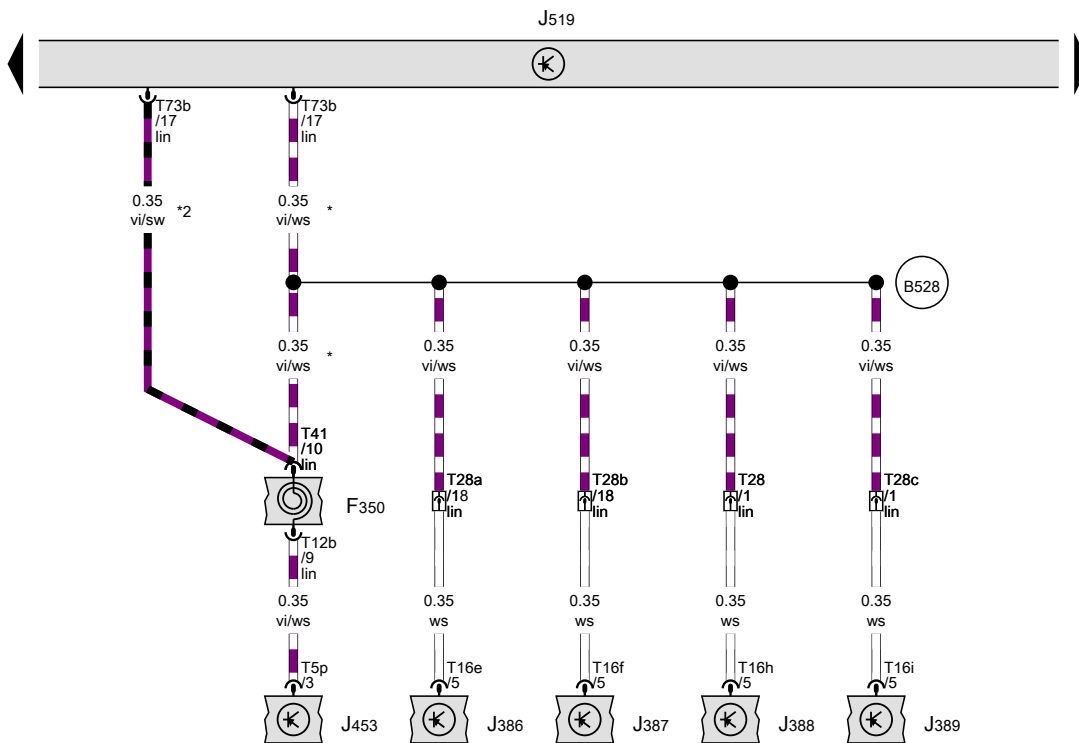 J519
T73b
/17
lin
T73b
/17
lin
0.35
vi/sw
*2
0.35
vi/ws
*
B528
0.35
vi/ws
*
0.35
vi/ws
0.35
vi/ws
0.35
vi/ws
0.35
vi/ws
T41
/10
lin
T28a
/18
lin
T28b
/18
lin
T28
/1
lin
T28c
/1
lin
F350
T12b
/9
lin
0.35
vi/ws
0.35
ws
0.35
ws
0.35
ws
0.35
ws
T5p
/3
T16e
/5
T16f
/5
T16h
/5
T16i
/5
J453
J386
J387
J388
J389